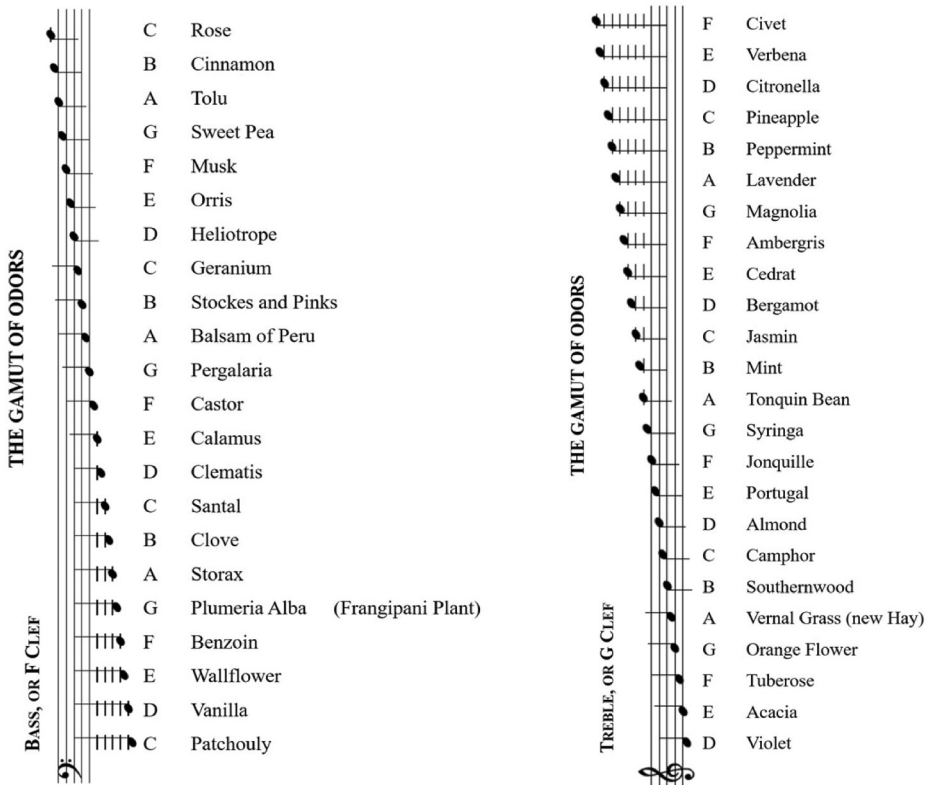 THE GAMUT OF ODORS
BASS, OR F CLEF
C Rose
B Cinnamon
A Tolu
G Sweet Pea
F Musk
E Orris
D Heliotrope
C Geranium
B Stockes and Pinks
A Balsam of Peru
G Pergalaria
F Castor
E Calamus
D Clematis
C Santal
B Clove
A Storax
G Plumeria Alba (Frangipani Plant)
F Benzoin
E Wallflower
D Vanilla
C Patchouly
THE GAMUT OF ODORS
TREBLE, OR G CLEF
F Civet
E Verbena
D Citronella
C Pineapple
B Peppermint
A Lavender
G Magnolia
F Ambergris
E Cedrat
D Bergamot
C Jasmin
B Mint
A Tonquin Bean
G Syringa
F Jonquille
E Portugal
D Almond
C Camphor
B Southernwood
A Vernal Grass (new Hay)
G Orange Flower
F Tuberose
E Acacia
D Violet